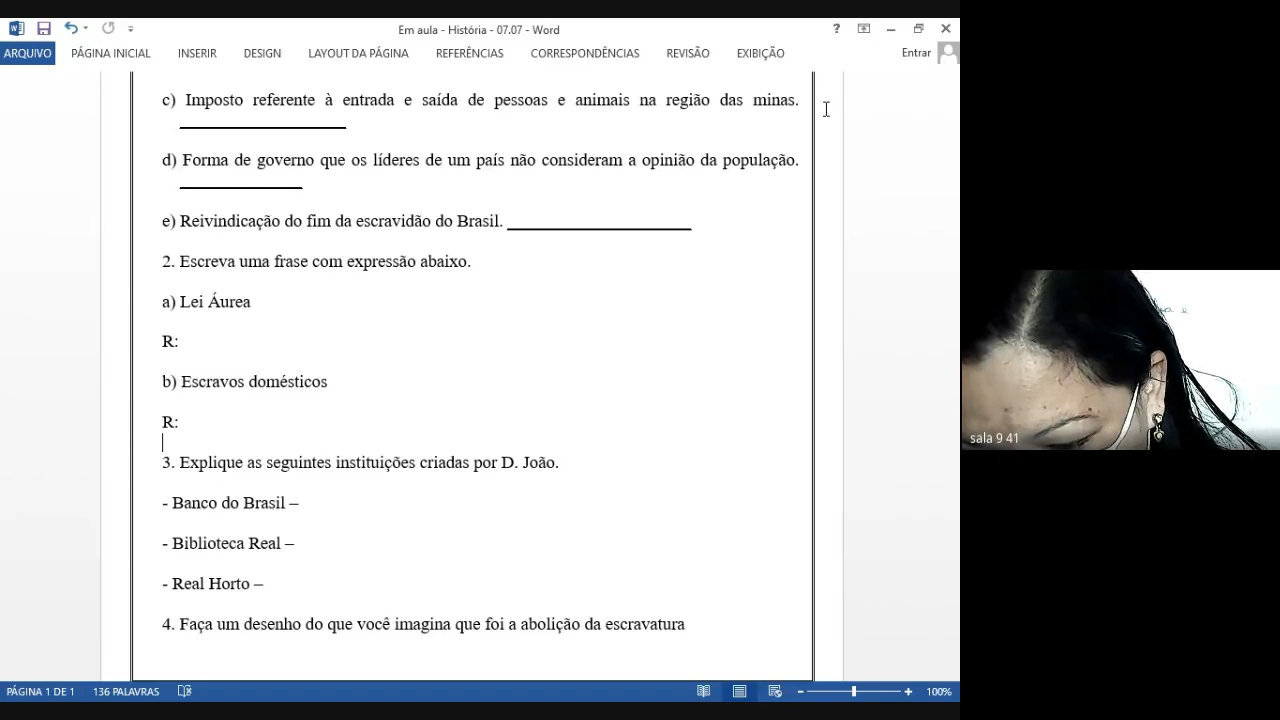 Em aula - História - 07.07 - Word
?
ARQUIVO PÁGINA INICIAL INSERIR DESIGN LAYOUT DA PÁGINA REFERÊNCIAS CORRESPONDÊNCIAS REVISÃO EXIBIÇÃO Entrar
c) Imposto referente à entrada e saída de pessoas e animais na região das minas.
___________________
d) Forma de governo que os líderes de um país não consideram a opinião da população.
______________
e) Reivindicação do fim da escravidão do Brasil. _____________________
2. Escreva uma frase com expressão abaixo.
a) Lei Áurea
R:
b) Escravos domésticos
R:
3. Explique as seguintes instituições criadas por D. João.
- Banco do Brasil –
- Biblioteca Real –
- Real Horto –
4. Faça um desenho do que você imagina que foi a abolição da escravatura
sala 9 41
PÁGINA 1 DE 1 136 PALAVRAS 100%